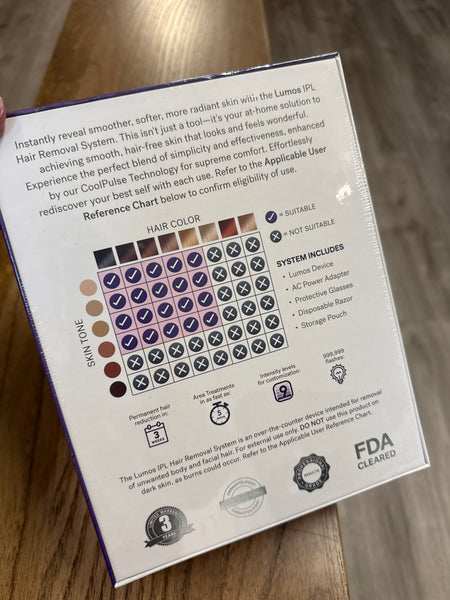 Instantly reveal smoother, softer, more radiant skin with the Lumos IPL
Hair Removal System. This isn't just a tool—it's your at-home solution to
achieving smooth, hair-free skin that looks and feels wonderful.
Experience the perfect blend of simplicity and effectiveness, enhanced
by our CoolPulse Technology for supreme comfort. Effortlessly
rediscover your best self with each use. Refer to the Applicable User
Reference Chart below to confirm eligibility of use.
HAIR COLOR
= SUITABLE
= NOT SUITABLE
SKIN TONE
SYSTEM INCLUDES
• Lumos Device
• AC Power Adapter
• Protective Glasses
• Disposable Razor
• Storage Pouch
Permanent hair
reduction in:
3
WEEKS
Area Treatments
in as fast as:
5
Intensity levels
for customization:
9
999,999
flashes:
The Lumos IPL Hair Removal System is an over-the-counter device intended for removal
of unwanted body and facial hair. For external use only. DO NOT use this product on
dark skin, as burns could occur. Refer to the Applicable User Reference Chart.
FDA
CLEARED
3
YEARS
RESULTS